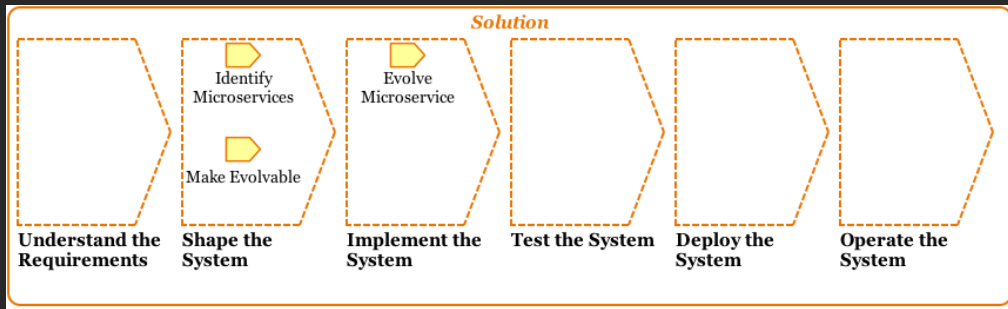 Solution
Identify
Microservices
Make Evolvable
Evolve
Microservice
Understand the
Requirements
Shape the
System
Implement the
System
Test the System
Deploy the
System
Operate the
System